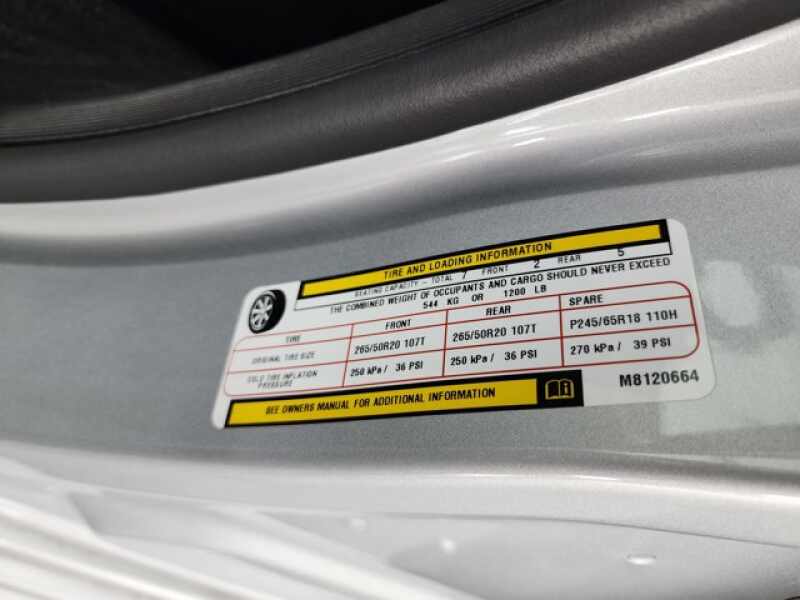 TIRE AND LOADING INFORMATION
SEATING CAPACITY – TOTAL 7 FRONT 2 REAR 5
THE COMBINED WEIGHT OF OCCUPANTS AND CARGO SHOULD NEVER EXCEED
544 KG OR 1200 LB
TIRE FRONT REAR SPARE
ORIGINAL TIRE SIZE 265/50R20 107T 265/50R20 107T P245/65R18 110H
COLD TIRE INFLATION PRESSURE 250 kPa / 36 PSI 250 kPa / 36 PSI 270 kPa / 39 PSI
SEE OWNERS MANUAL FOR ADDITIONAL INFORMATION
M8120664